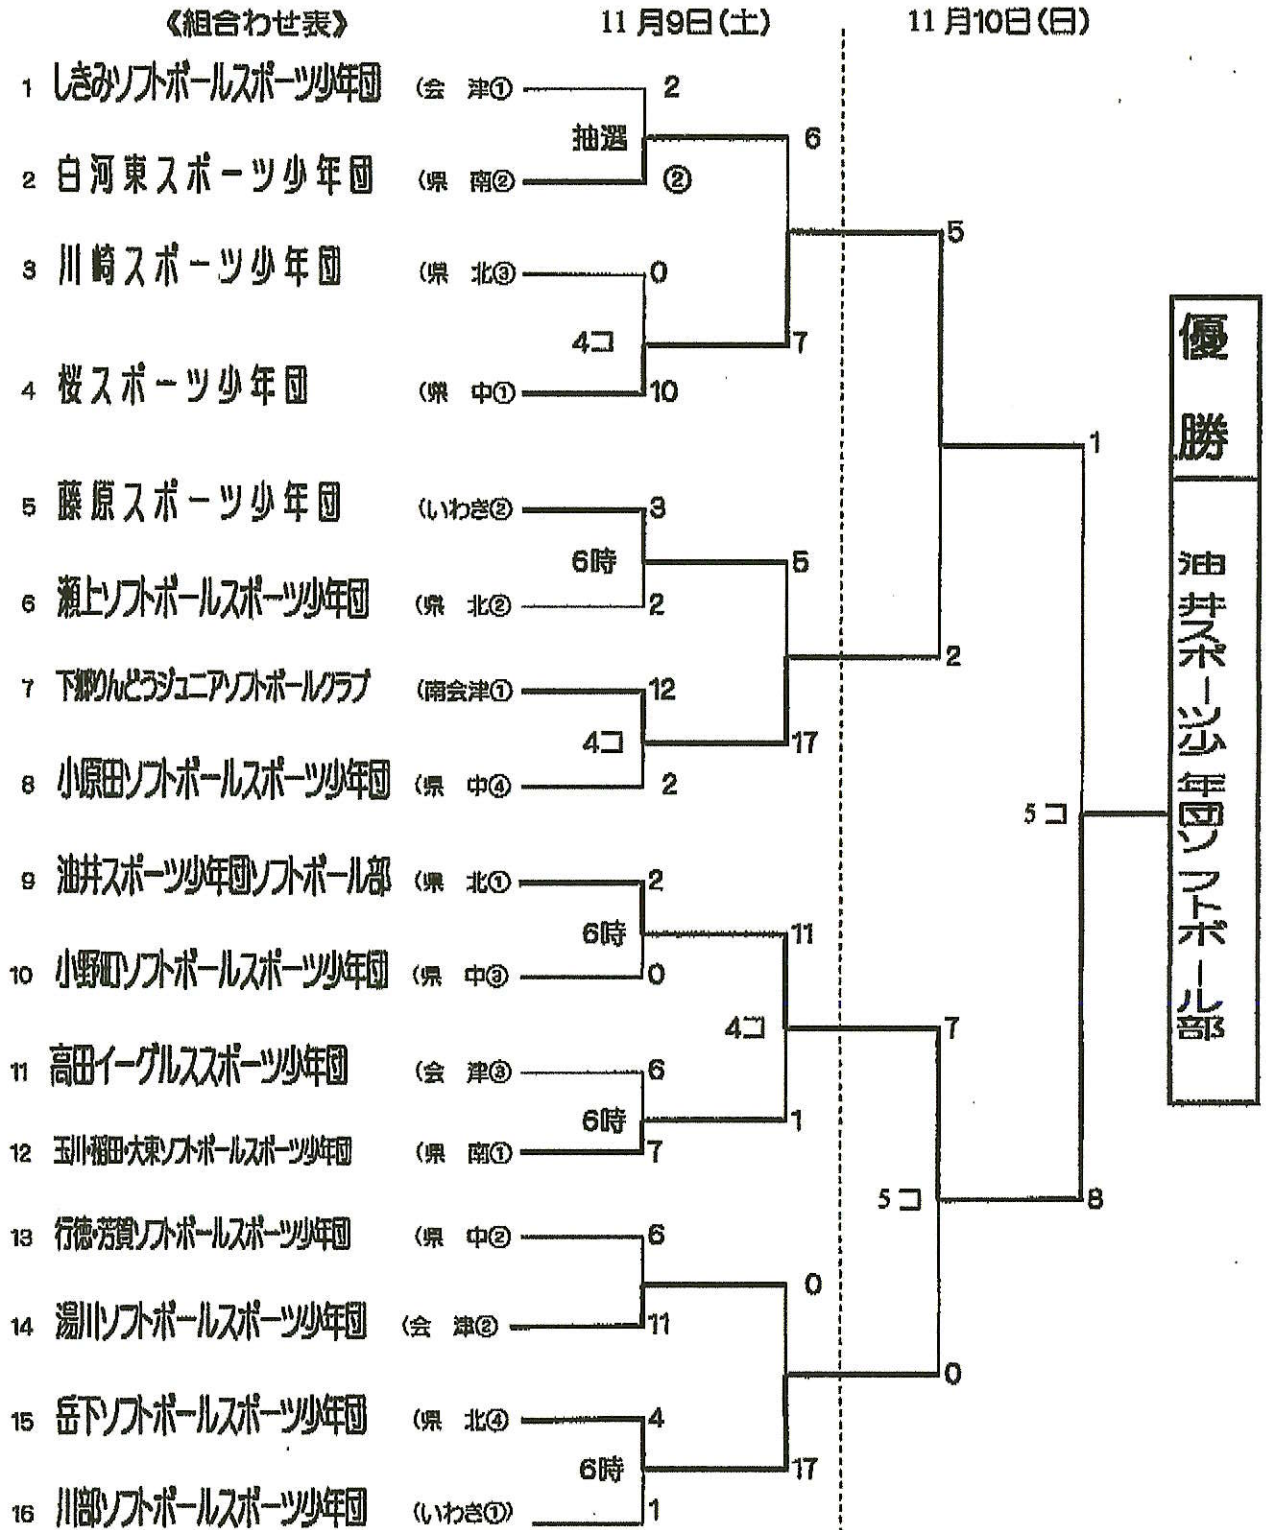 《組合わせ表》 11月9日(土) 11月10日(日)
1 しきみソフトボールスポーツ少年団 (会 津①) 2
抽選 6
2 白河東スポーツ少年団 (県 南②) ②
5
3 川崎スポーツ少年団 (県 北③) 0
4コ 7
4 桜スポーツ少年団 (県 中①) 10
1
5 藤原スポーツ少年団 (いわき②) 3
6時 5
6 瀬上ソフトボールスポーツ少年団 (県 北②) 2
2
7 下郷りんどうジュニアソフトボールクラブ (南会津①) 12
4コ 17
8 小原田ソフトボールスポーツ少年団 (県 中④) 2
5コ
9 油井スポーツ少年団ソフトボール部 (県 北①) 2
6時 11
10 小野町ソフトボールスポーツ少年団 (県 中③) 0
4コ 7
11 高田イーグルススポーツ少年団 (会 津③) 6
6時 1
12 玉川・稲田・大東ソフトボールスポーツ少年団 (県 南①) 7
5コ 8
13 行徳・芳賀ソフトボールスポーツ少年団 (県 中②) 6
0
14 湯川ソフトボールスポーツ少年団 (会 津②) 11
0
15 岳下ソフトボールスポーツ少年団 (県 北④) 4
6時 17
16 川部ソフトボールスポーツ少年団 (いわき①) 1
優勝
油井スポーツ少年団ソフトボール部